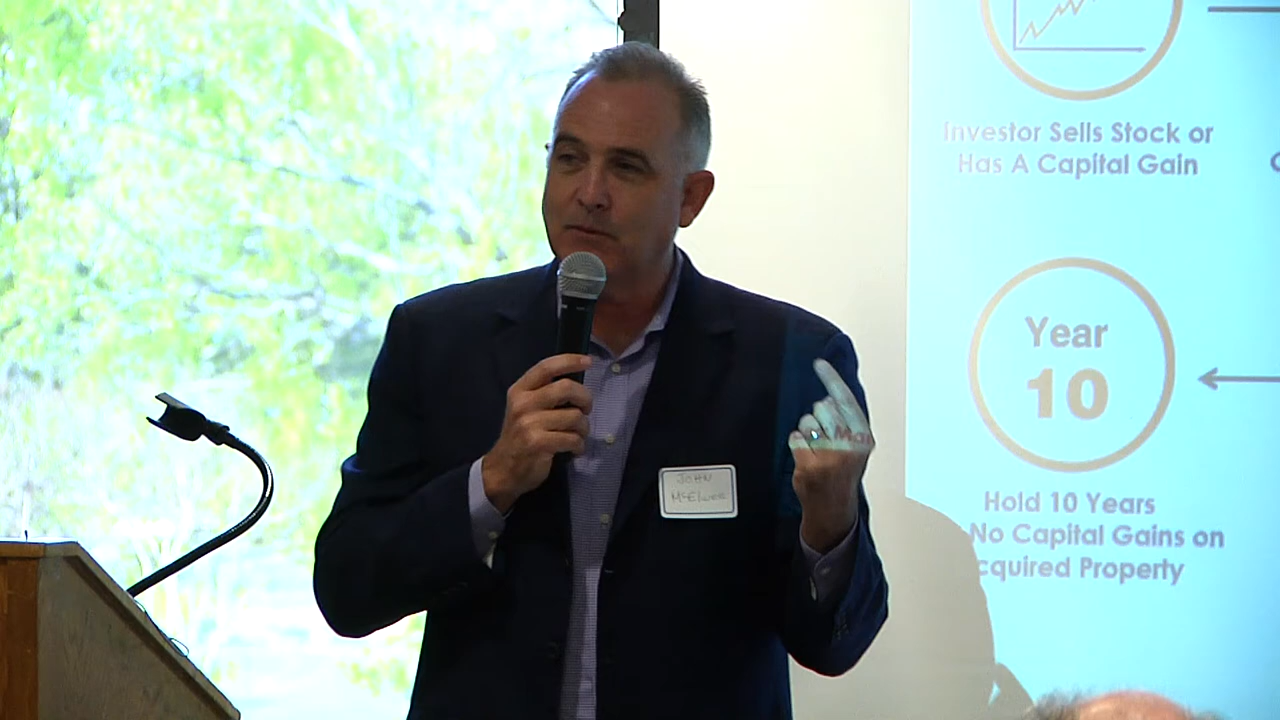 Investor Sells Stock or
Has A Capital Gain
Year
10
Hold 10 Years
No Capital Gains on
cquired Property
JOHN